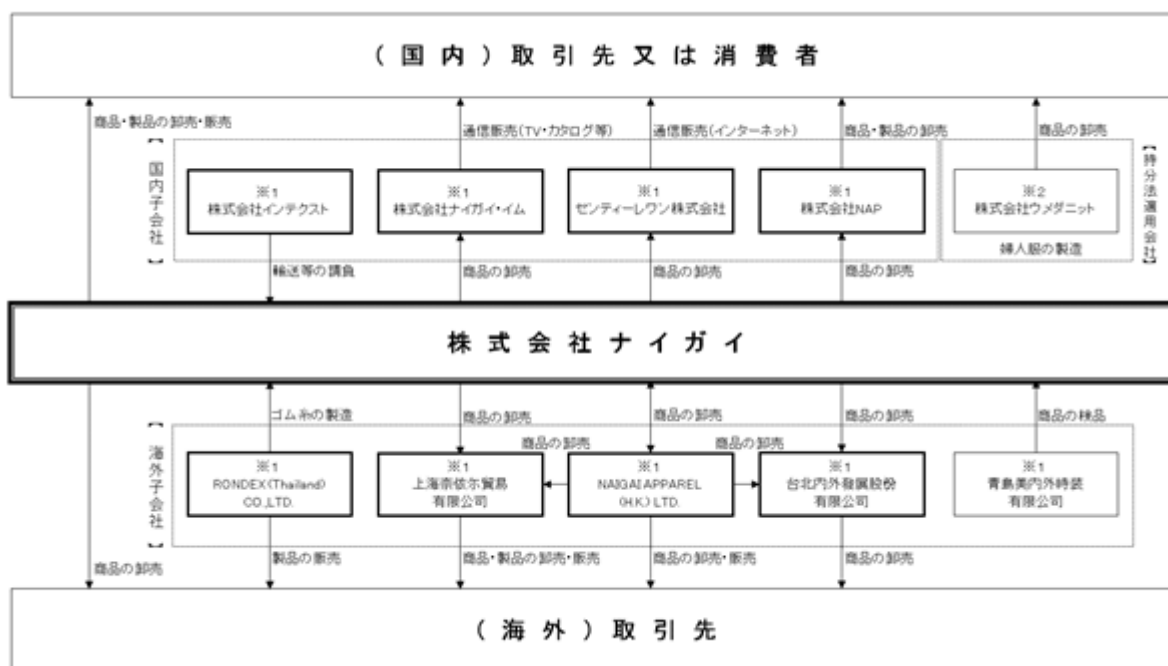 (国内)取引先又は消費者
商品・製品の卸売・販売
通信販売(TV・カタログ等)
通信販売(インターネット)
商品・製品の卸売
商品の卸売
【国内子会社】
※1
株式会社インテクスト
※1
株式会社ナイガイ・イム
※1
センティーレワン株式会社
※1
株式会社NAP
※2
株式会社ウメダニット
婦人服の製造
【持分法適用会社】
輸送等の請負
商品の卸売
商品の卸売
商品の卸売
株式会社ナイガイ
ゴム糸の製造
商品の卸売
商品の卸売
商品の卸売
商品の検品
【海外子会社】
商品の卸売
商品の卸売
※1
RONDEX(Thailand)
CO.,LTD.
※1
上海奈依尓貿易
有限公司
※1
NAIGAI APPAREL
(H.K.) LTD.
※1
台北内外發展股份
有限公司
※1
青島美内外時装
有限公司
商品の卸売
製品の販売
商品・製品の卸売・販売
商品の卸売・販売
商品の卸売
(海外)取引先